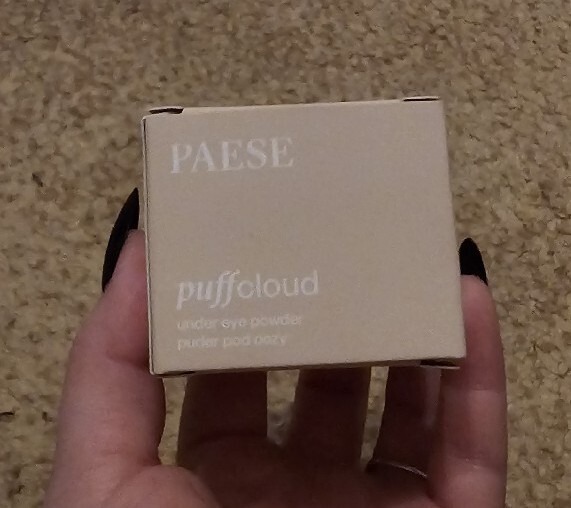 PAESE
puffcloud
under eye powder
puder pod oczy